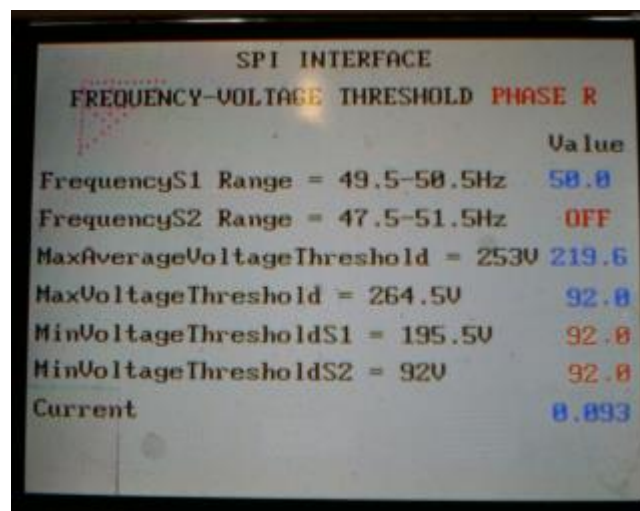 SPI INTERFACE
FREQUENCY-VOLTAGE THRESHOLD PHASE R
Value
FrequencyS1 Range = 49.5-50.5Hz 50.0
FrequencyS2 Range = 47.5-51.5Hz OFF
MaxAverageVoltageThreshold = 253V 219.6
MaxVoltageThreshold = 264.5V 92.0
MinVoltageThresholdS1 = 195.5V 92.0
MinVoltageThresholdS2 = 92V 92.0
Current 0.093